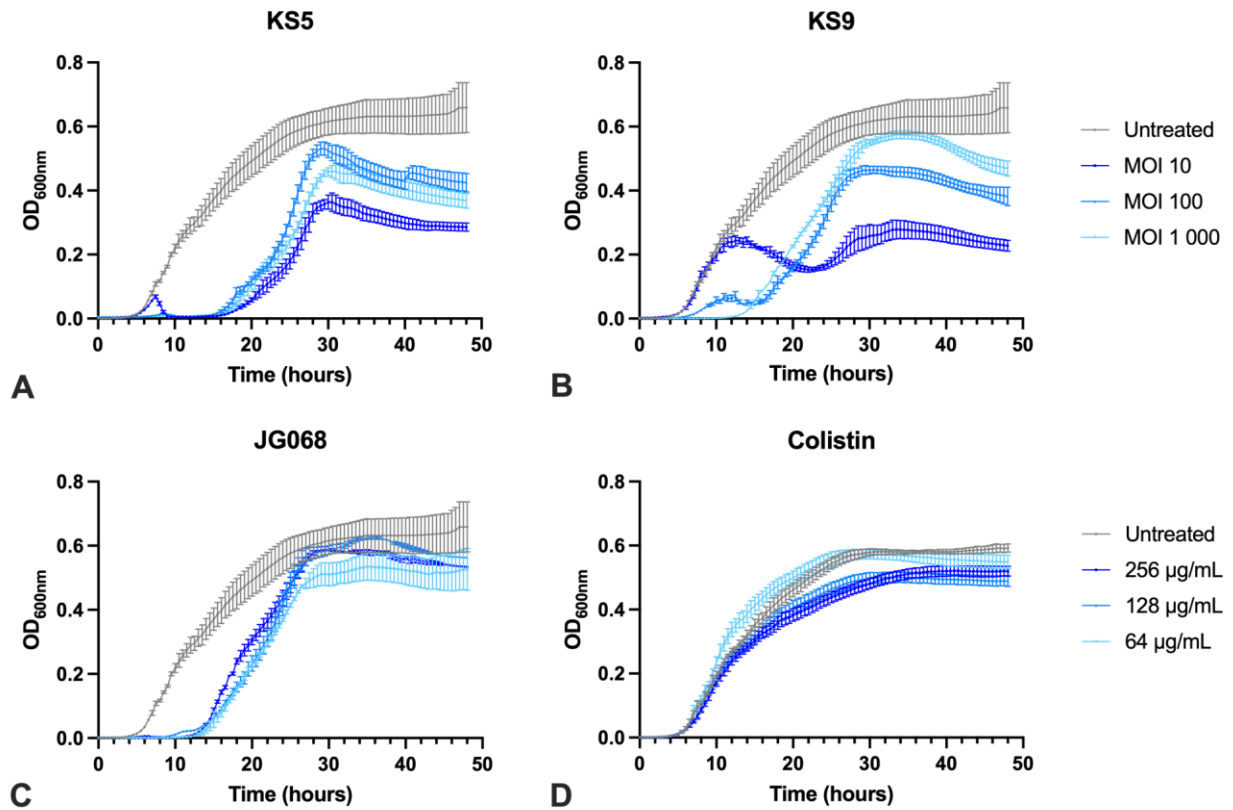 KS5
0.8
0.6
0.4
0.2
0.0
OD600nm
0 10 20 30 40 50
Time (hours)
A
KS9
0.8
0.6
0.4
0.2
0.0
OD600nm
0 10 20 30 40 50
Time (hours)
B
Untreated
MOI 10
MOI 100
MOI 1 000
JG068
0.8
0.6
0.4
0.2
0.0
OD600nm
0 10 20 30 40 50
Time (hours)
C
Colistin
0.8
0.6
0.4
0.2
0.0
OD600nm
0 10 20 30 40 50
Time (hours)
D
Untreated
256 µg/mL
128 µg/mL
64 µg/mL